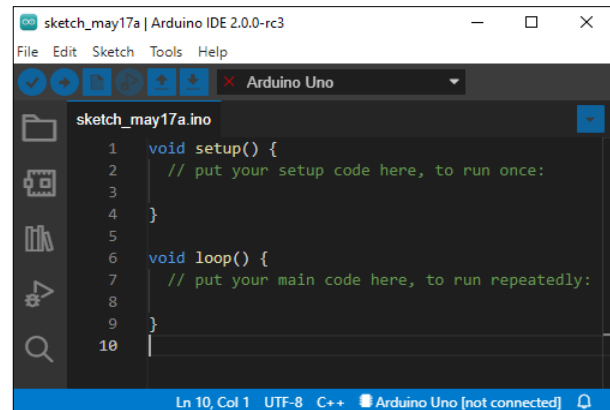 sketch_may17a | Arduino IDE 2.0.0-rc3
File Edit Sketch Tools Help
Arduino Uno
sketch_may17a.ino
1 void setup() {
2 // put your setup code here, to run once:
3
4 }
5
6 void loop() {
7 // put your main code here, to run repeatedly:
8
9 }
10
Ln 10, Col 1 UTF-8 C++ Arduino Uno [not connected]